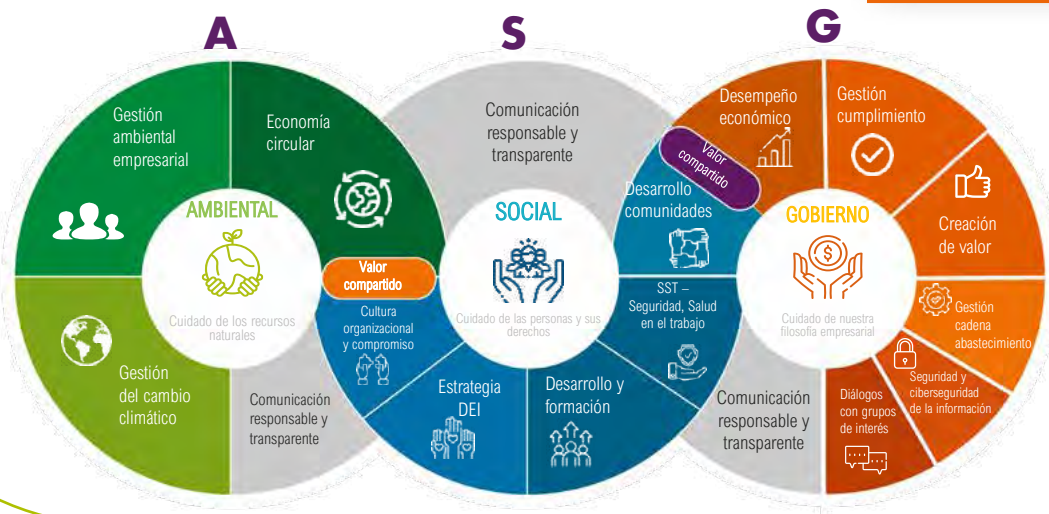 A
S
G
Gestión
ambiental
empresarial
Economía
circular
AMBIENTAL
Cuidado de los recursos
naturales
Gestión
del cambio
climático
Comunicación
responsable y
transparente
Valor
compartido
Comunicación
responsable y
transparente
SOCIAL
Cuidado de las personas y sus
derechos
Cultura
organizacional
y compromiso
Estrategia
DEI
Desarrollo y
formación
SST –
Seguridad, Salud
en el trabajo
Desarrollo
comunidades
Valor
compartido
Desempeño
económico
Gestión
cumplimiento
Creación
de valor
GOBIERNO
Cuidado de nuestra
filosofía empresarial
Gestión
cadena
abastecimiento
Seguridad y
ciberseguridad
de la información
Diálogos
con grupos
de interés
Comunicación
responsable y
transparente